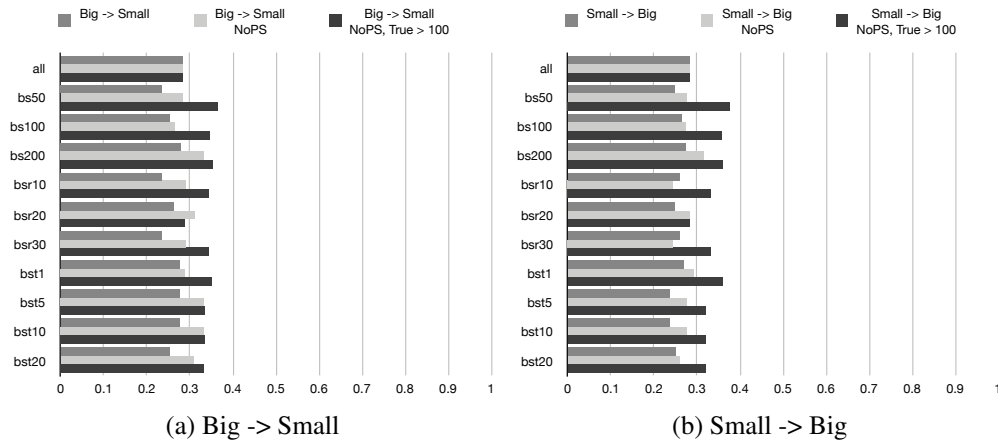 Big -> Small
Big -> Small
NoPS
Big -> Small
NoPS, True > 100
all
bs50
bs100
bs200
bsr10
bsr20
bsr30
bst1
bst5
bst10
bst20
0 0.1 0.2 0.3 0.4 0.5 0.6 0.7 0.8 0.9 1
(a) Big -> Small
Small -> Big
Small -> Big
NoPS
Small -> Big
NoPS, True > 100
all
bs50
bs100
bs200
bsr10
bsr20
bsr30
bst1
bst5
bst10
bst20
0 0.1 0.2 0.3 0.4 0.5 0.6 0.7 0.8 0.9 1
(b) Small -> Big